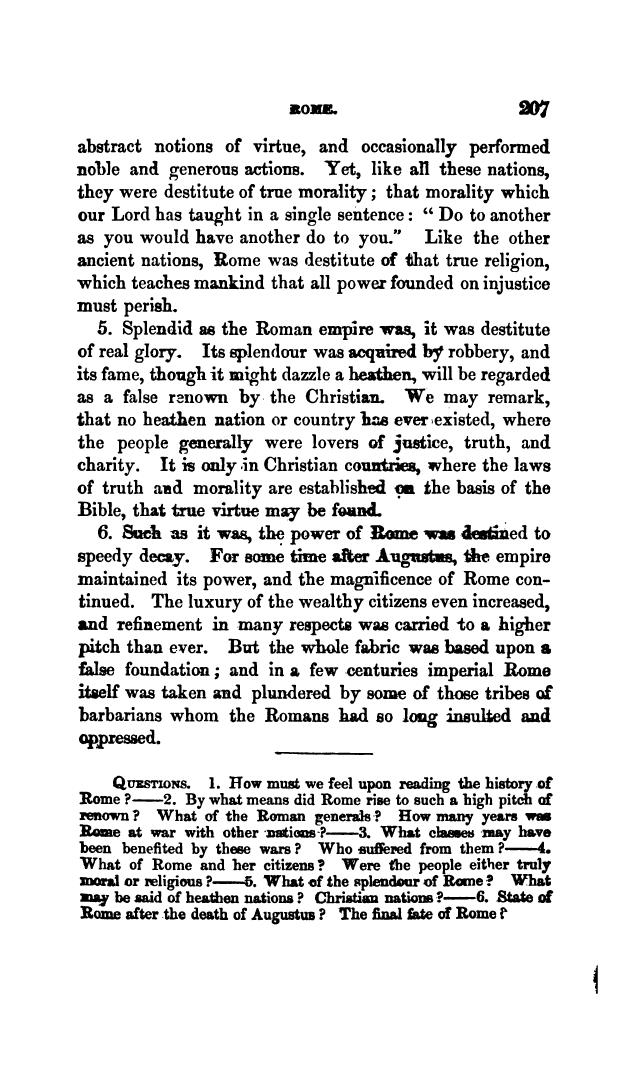 ROME. 207
abstract notions of virtue, and occasionally performed
noble and generous actions. Yet, like all these nations,
they were destitute of true morality; that morality which
our Lord has taught in a single sentence: "Do to another
as you would have another do to you." Like the other
ancient nations, Rome was destitute of that true religion,
which teaches mankind that all power founded on injustice
must perish.
5. Splendid as the Roman empire was, it was destitute
of real glory. Its splendour was acquired by robbery, and
its fame, though it might dazzle a heathen, will be regarded
as a false renown by the Christian. We may remark,
that no heathen nation or country has ever existed, where
the people generally were lovers of justice, truth, and
charity. It is only in Christian countries, where the laws
of truth and morality are established on the basis of the
Bible, that true virtue may be found.
6. Such as it was, the power of Rome was destined to
speedy decay. For some time after Augustus, the empire
maintained its power, and the magnificence of Rome con-
tinued. The luxury of the wealthy citizens even increased,
and refinement in many respects was carried to a higher
pitch than ever. But the whole fabric was based upon a
false foundation; and in a few centuries imperial Rome
itself was taken and plundered by some of those tribes of
barbarians whom the Romans had so long insulted and
oppressed.
QUESTIONS. 1. How must we feel upon reading the history of
Rome?——2. By what means did Rome rise to such a high pitch of
renown? What of the Roman generals? How many years was
Rome at war with other nations?——3. What classes may have
been benefited by these wars? Who suffered from them?——4.
What of Rome and her citizens? Were the people either truly
moral or religious?——5. What of the splendour of Rome? What
may be said of heathen nations? Christian nations?——6. State of
Rome after the death of Augustus? The final fate of Rome?